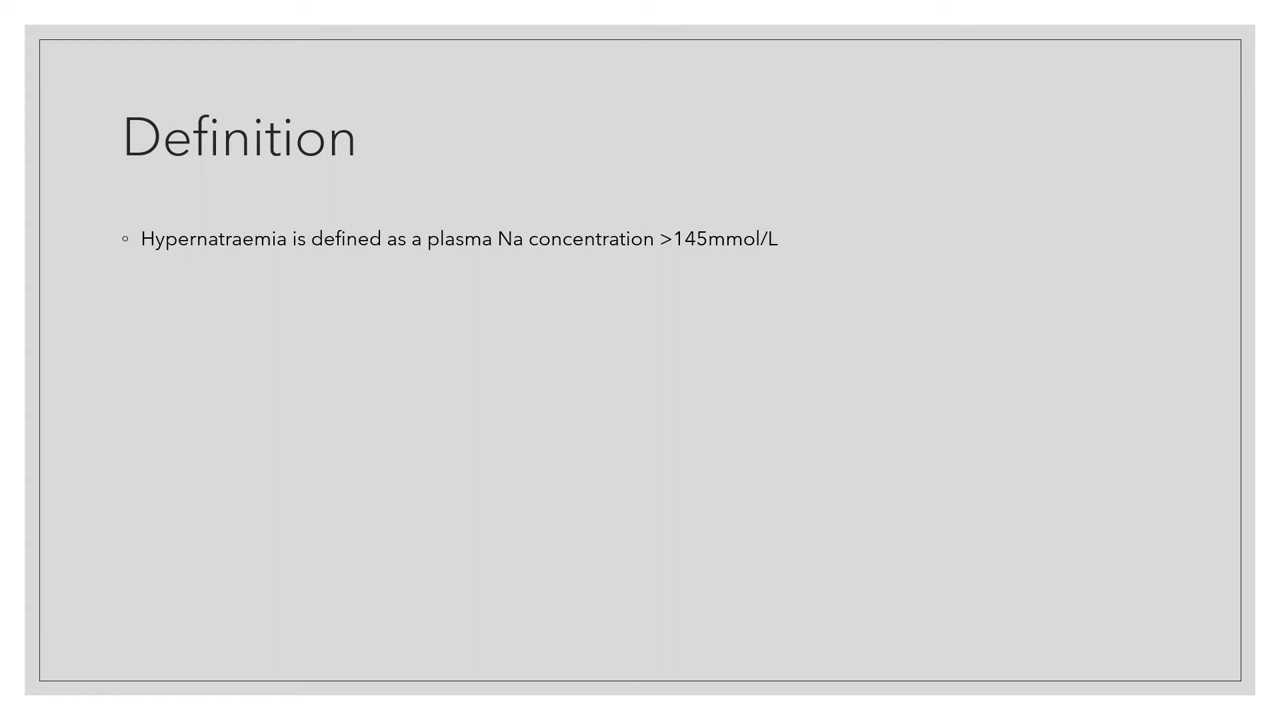 Definition
◦ Hypernatraemia is defined as a plasma Na concentration >145mmol/L